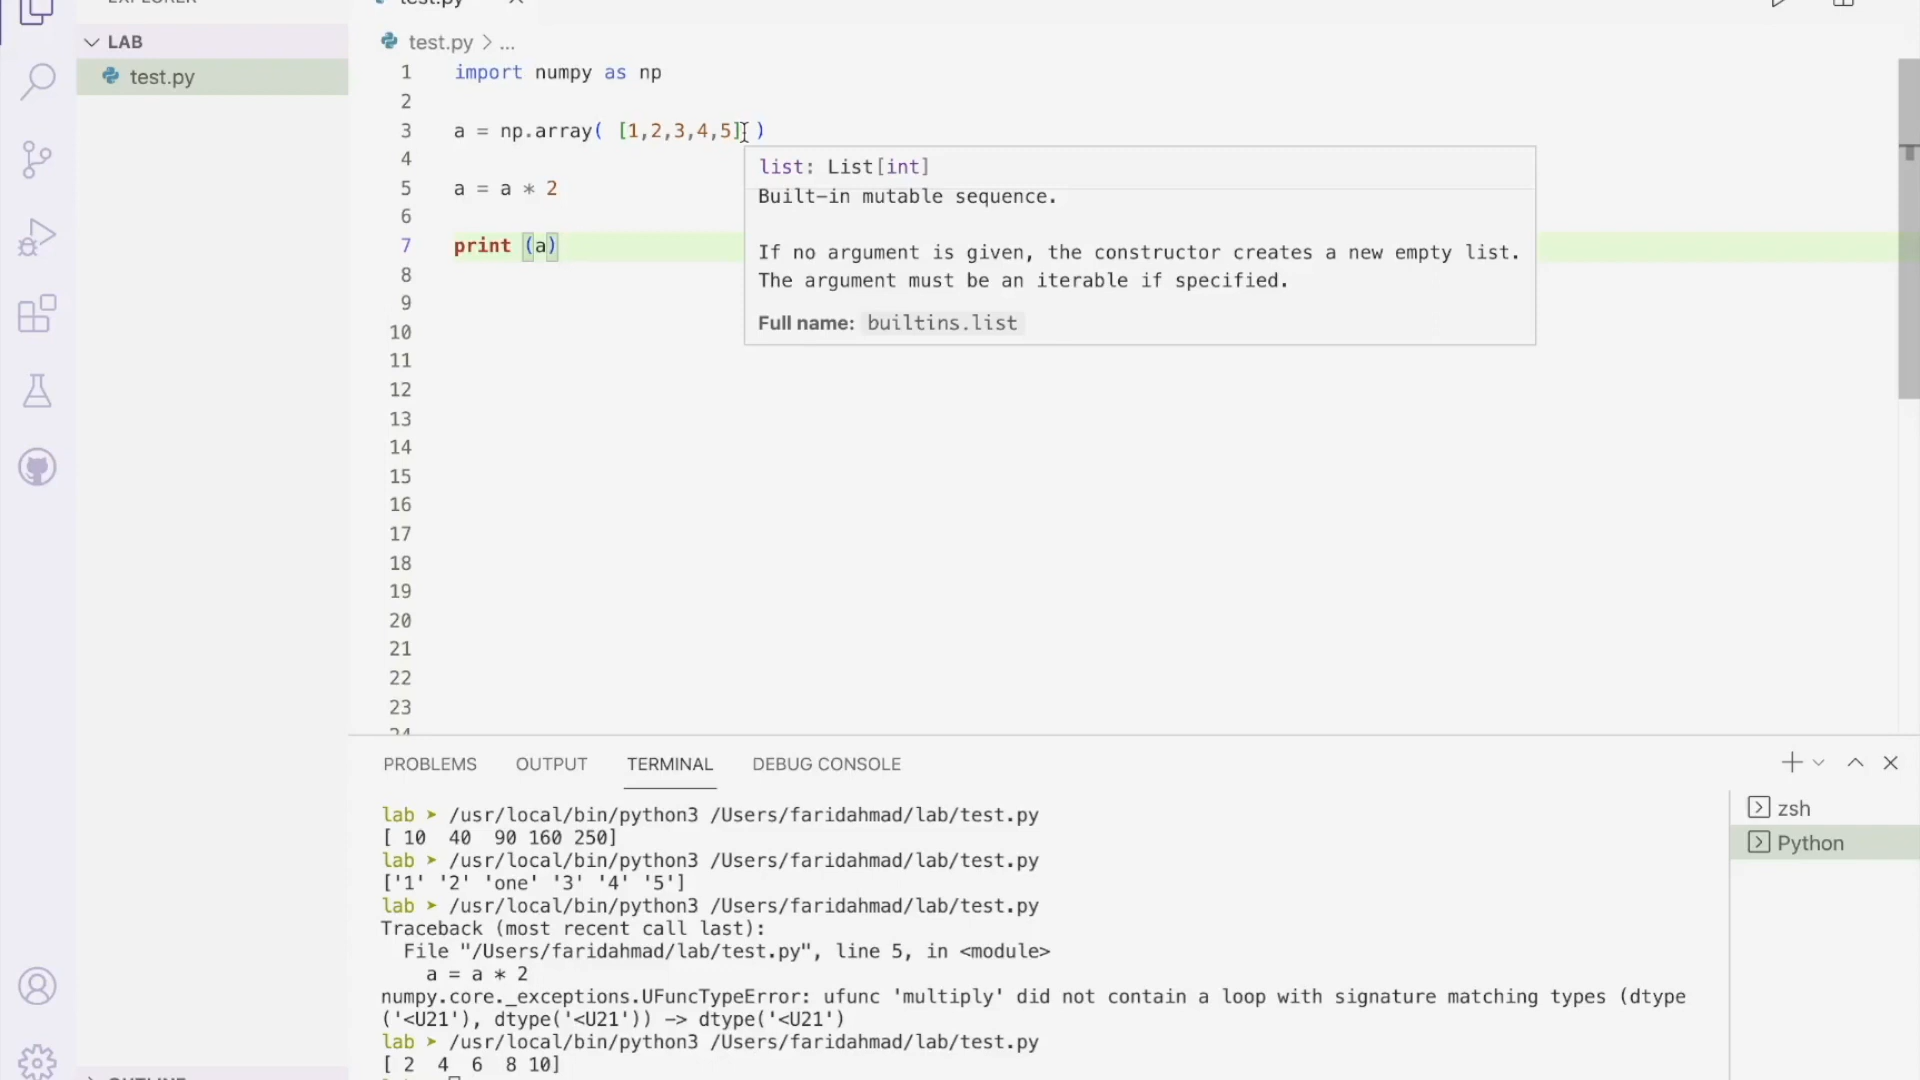 EXPLORER
LAB
test.py
test.py
test.py > ...
1 import numpy as np
2
3 a = np.array( [1,2,3,4,5] )
4
5 a = a * 2
6
7 print (a)
8
9
10
11
12
13
14
15
16
17
18
19
20
21
22
23
24
list: List[int]
Built-in mutable sequence.
If no argument is given, the constructor creates a new empty list.
The argument must be an iterable if specified.
Full name: builtins.list
PROBLEMS OUTPUT TERMINAL DEBUG CONSOLE
lab ➤ /usr/local/bin/python3 /Users/faridahmad/lab/test.py
[ 10  40  90 160 250]
lab ➤ /usr/local/bin/python3 /Users/faridahmad/lab/test.py
['1' '2' 'one' '3' '4' '5']
lab ➤ /usr/local/bin/python3 /Users/faridahmad/lab/test.py
Traceback (most recent call last):
File "/Users/faridahmad/lab/test.py", line 5, in <module>
a = a * 2
numpy.core._exceptions.UFuncTypeError: ufunc 'multiply' did not contain a loop with signature matching types (dtype
('<U21'), dtype('<U21')) -> dtype('<U21')
lab ➤ /usr/local/bin/python3 /Users/faridahmad/lab/test.py
[ 2  4  6  8 10]
zsh
Python
OUTLINE